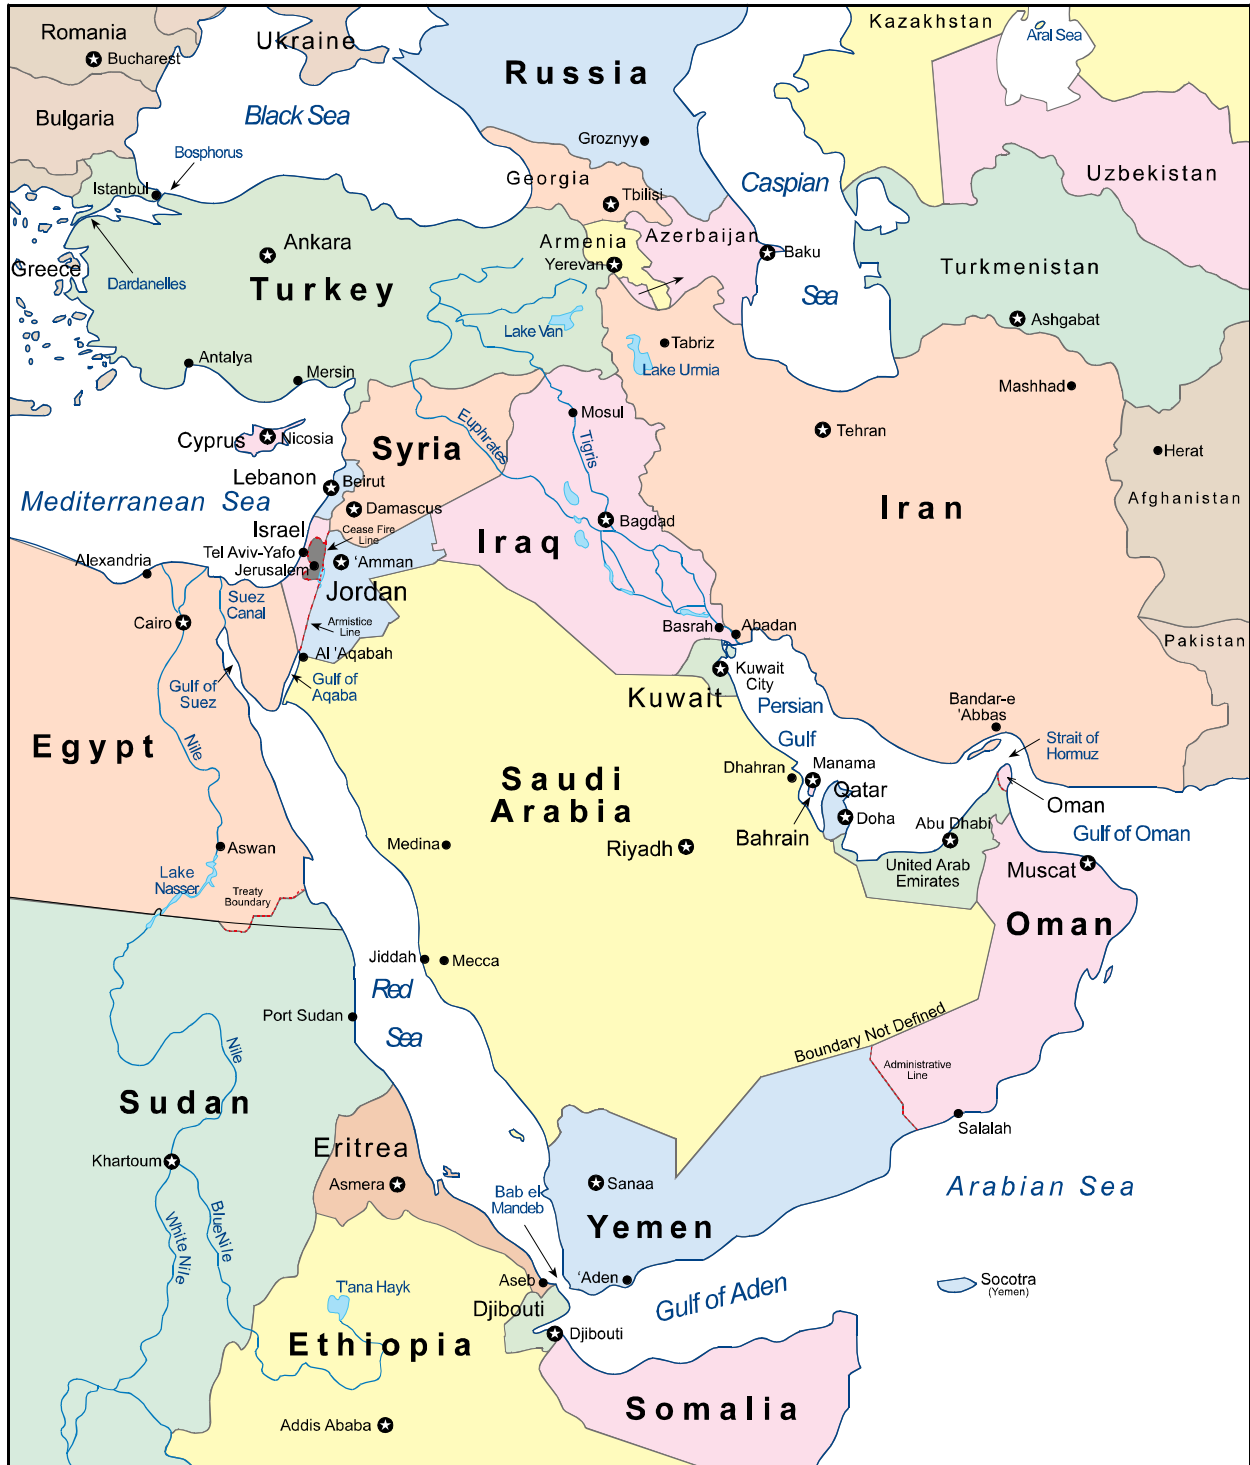 Romania
Bucharest
Ukraine
Kazakhstan
Aral Sea
Russia
Bulgaria
Black Sea
Groznyy
Bosphorus
Georgia
Caspian
Sea
Uzbekistan
Istanbul
Tbilisi
Ankara
Armenia
Azerbaijan
Yerevan
Baku
Turkmenistan
Greece
Dardanelles
Turkey
Lake Van
Ashgabat
Antalya
Tabriz
Lake Urmia
Mersin
Mashhad
Mosul
Cyprus
Nicosia
Syria
Euphrates
Tigris
Tehran
Herat
Lebanon
Beirut
Mediterranean Sea
Damascus
Afghanistan
Iran
Israel
Cease Fire
Line
Bagdad
Iraq
Tel Aviv-Yafo
Jerusalem
Alexandria
'Amman
Jordan
Suez
Canal
Cairo
Armistice
Line
Basrah
Abadan
Pakistan
Al 'Aqabah
Gulf of
Suez
Gulf of
Aqaba
Kuwait
City
Kuwait
Persian
Gulf
Bandar-e
'Abbas
Strait of
Hormuz
Egypt
Nile
Saudi
Arabia
Dhahran
Manama
Qatar
Oman
Doha
Abu Dhabi
Gulf of Oman
Bahrain
Medina
Riyadh
Aswan
Lake
Nasser
Treaty
Boundary
United Arab
Emirates
Muscat
Oman
Jiddah
Mecca
Red
Sea
Port Sudan
Boundary Not Defined
Administrative
Line
Nile
Sudan
Salalah
Eritrea
Khartoum
Asmera
Bab el
Mandeb
Sanaa
Arabian Sea
White Nile
BlueNile
Yemen
T'ana Hayk
Aseb
'Aden
Gulf of Aden
Socotra
(Yemen)
Djibouti
Djibouti
Ethiopia
Somalia
Addis Ababa